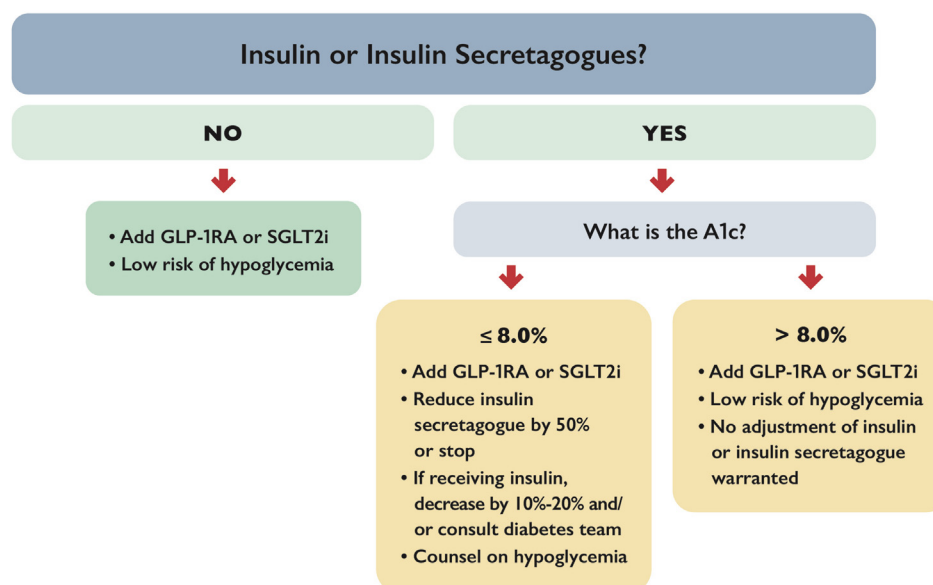 Insulin or Insulin Secretagogues?
NO
YES
• Add GLP-1RA or SGLT2i
• Low risk of hypoglycemia
What is the A1c?
≤ 8.0%
• Add GLP-1RA or SGLT2i
• Reduce insulin
secretagogue by 50%
or stop
• If receiving insulin,
decrease by 10%-20% and/
or consult diabetes team
• Counsel on hypoglycemia
> 8.0%
• Add GLP-1RA or SGLT2i
• Low risk of hypoglycemia
• No adjustment of insulin
or insulin secretagogue
warranted